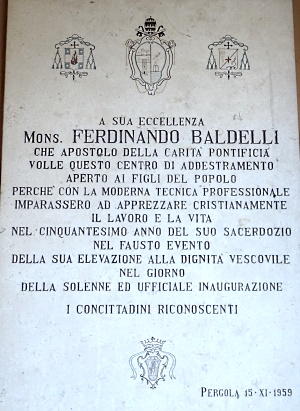 A SUA ECCELLENZA
MONS. FERDINANDO BALDELLI
CHE APOSTOLO DELLA CARITÀ PONTIFICIA
VOLLE QUESTO CENTRO DI ADDESTRAMENTO
APERTO AI FIGLI DEL POPOLO
PERCHÈ CON LA MODERNA TECNICA PROFESSIONALE
IMPARASSERO AD APPREZZARE CRISTIANAMENTE
IL LAVORO E LA VITA
NEL CINQUANTESIMO ANNO DEL SUO SACERDOZIO
NEL FAUSTO EVENTO
DELLA SUA ELEVAZIONE ALLA DIGNITÀ VESCOVILE
NEL GIORNO
DELLA SOLENNE ED UFFICIALE INAUGURAZIONE
I CONCITTADINI RICONOSCENTI
PERGOLA 15-XI-1959